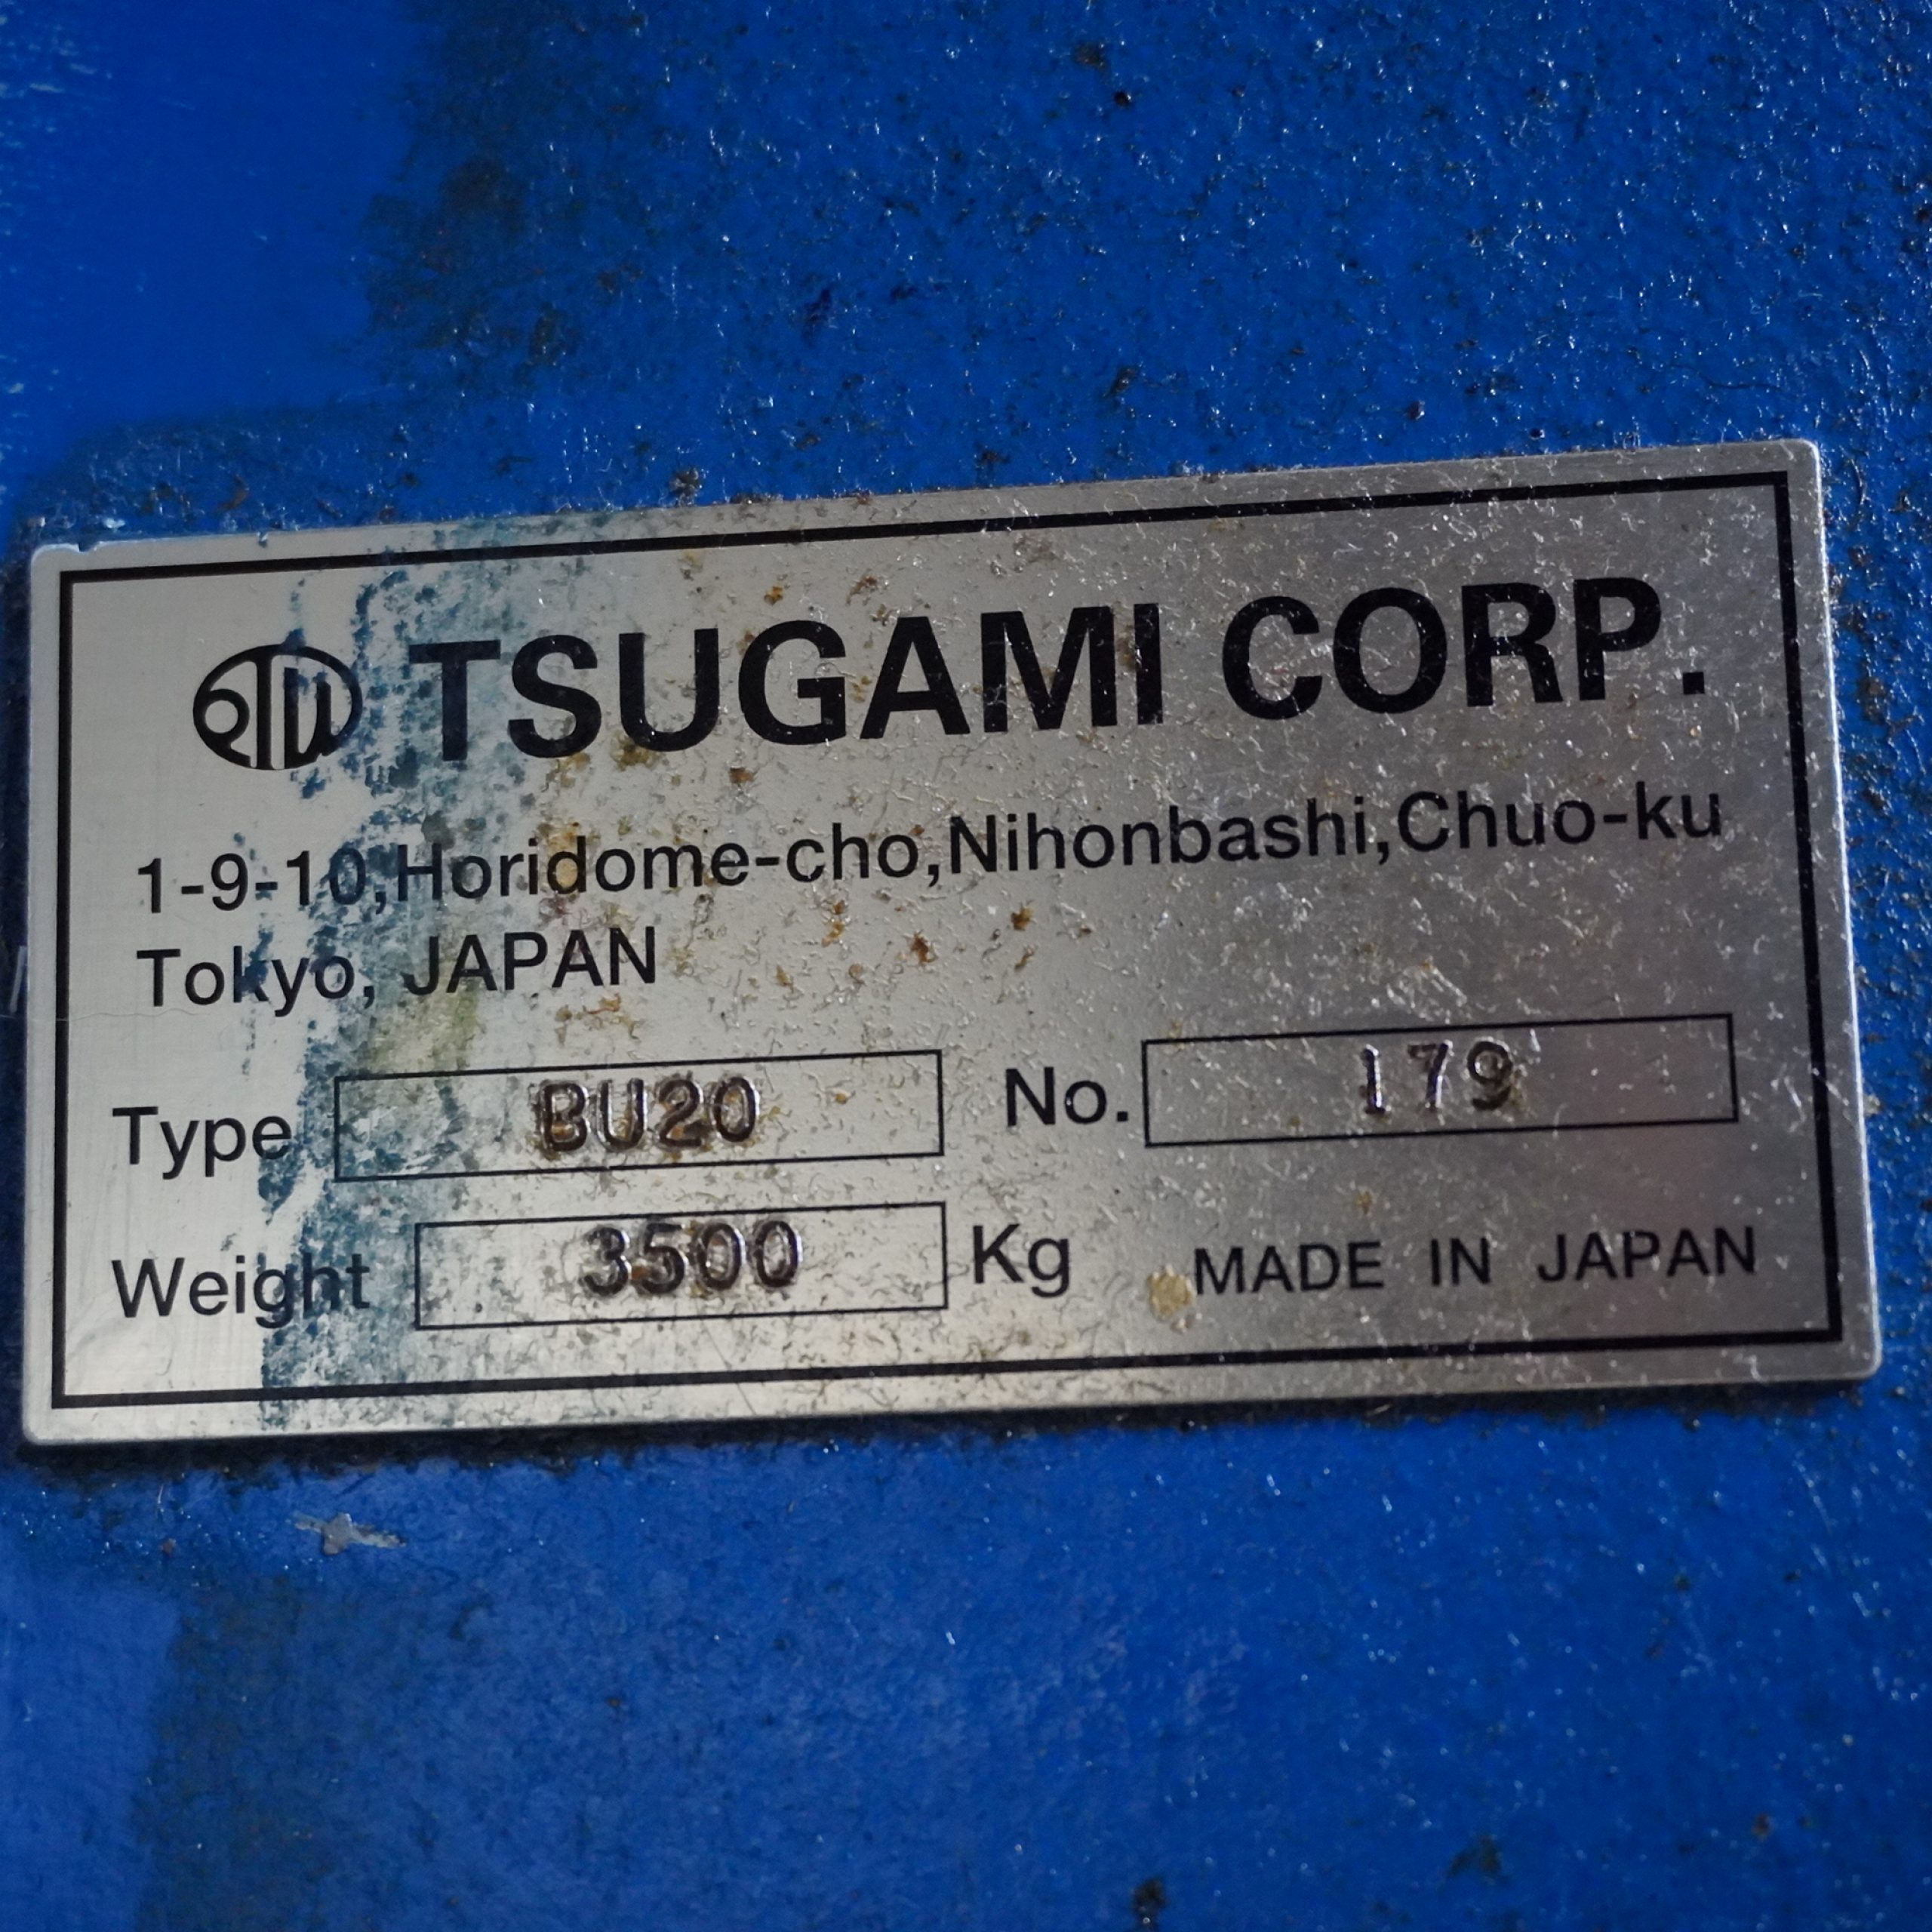 TSUGAMI CORP.
1-9-10,Horidome-cho,Nihonbashi,Chuo-ku
Tokyo, JAPAN
Type BU20 No. 179
Weight 3500 Kg MADE IN JAPAN